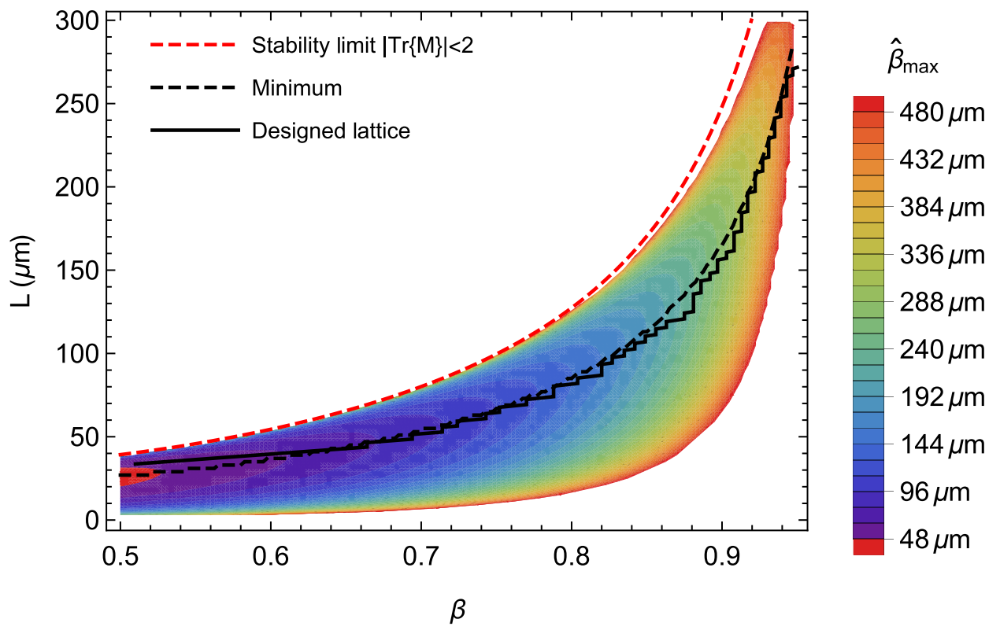 Stability limit |Tr{M}|<2
Minimum
Designed lattice
L (μm)
300
250
200
150
100
50
0
0.5 0.6 0.7 0.8 0.9
β
β̂max
480 μm
432 μm
384 μm
336 μm
288 μm
240 μm
192 μm
144 μm
96 μm
48 μm